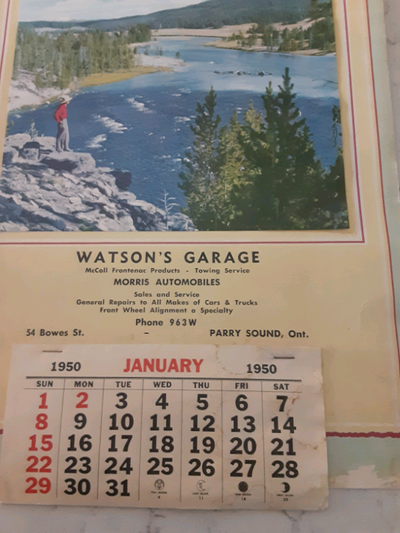 WATSON'S GARAGE
McColl Frontenac Products - Towing Service
MORRIS AUTOMOBILES
Sales and Service
General Repairs to All Makes of Cars & Trucks
Front Wheel Alignment a Specialty
Phone 963W
54 Bowes St. - PARRY SOUND, Ont.
1950 JANUARY 1950
SUN MON TUE WED THU FRI SAT
1 2 3 4 5 6 7
8 9 10 11 12 13 14
15 16 17 18 19 20 21
22 23 24 25 26 27 28
29 30 31